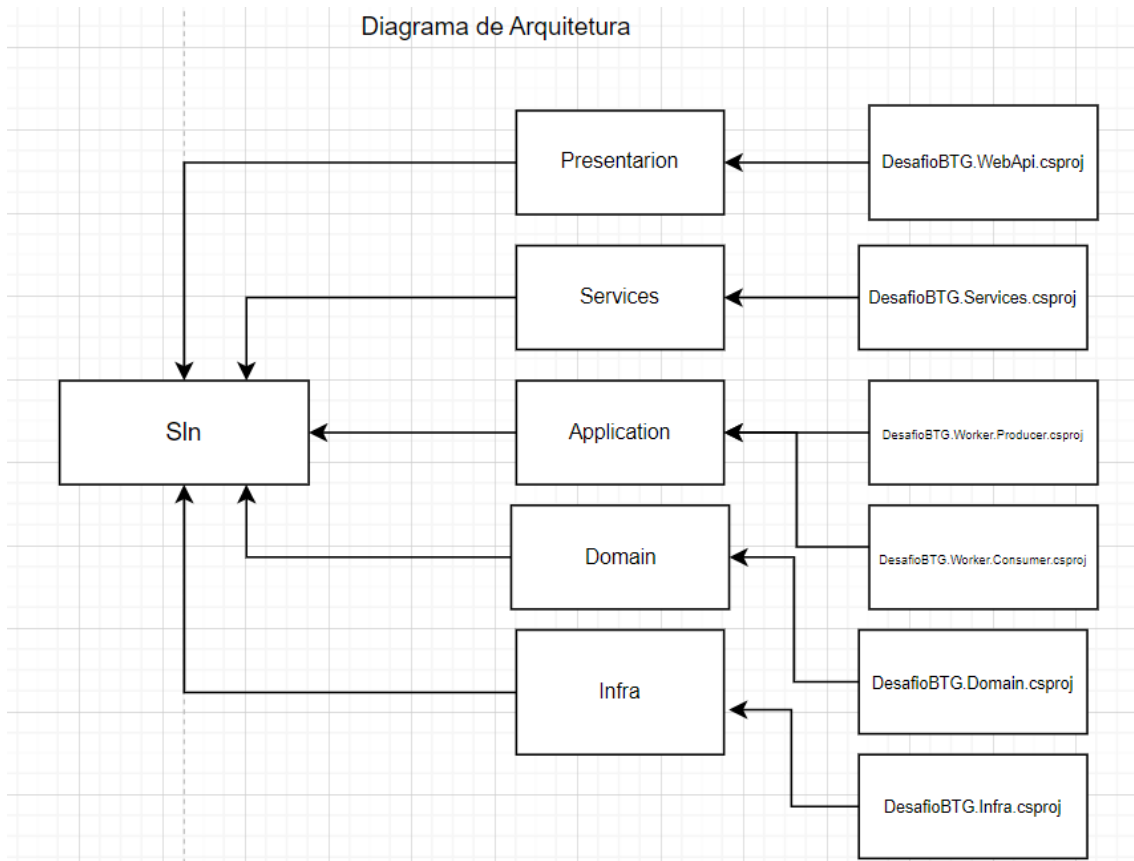 Diagrama de Arquitetura
Presentarion
DesafioBTG.WebApi.csproj
Services
DesafioBTG.Services.csproj
Sln
Application
DesafioBTG.Worker.Producer.csproj
Domain
DesafioBTG.Worker.Consumer.csproj
Infra
DesafioBTG.Domain.csproj
DesafioBTG.Infra.csproj